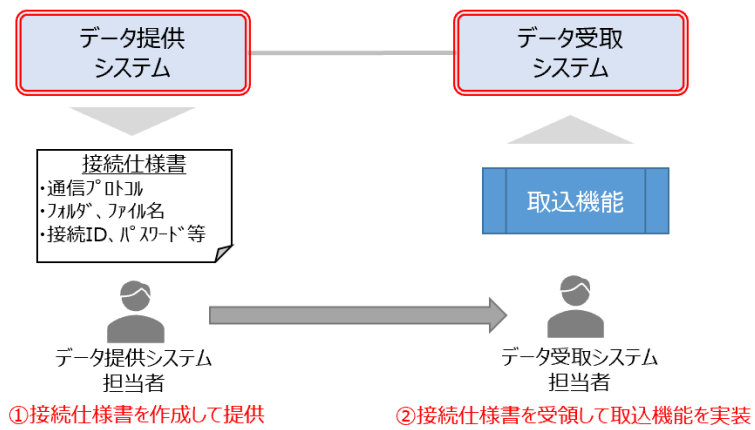 データ提供
システム
データ受取
システム
接続仕様書
・通信ﾌﾟﾛﾄｺﾙ
・ﾌｫﾙﾀﾞ、ﾌｧｲﾙ名
・接続ID、ﾊﾟｽﾜｰﾄﾞ等
取込機能
データ提供システム
担当者
データ受取システム
担当者
①接続仕様書を作成して提供
②接続仕様書を受領して取込機能を実装